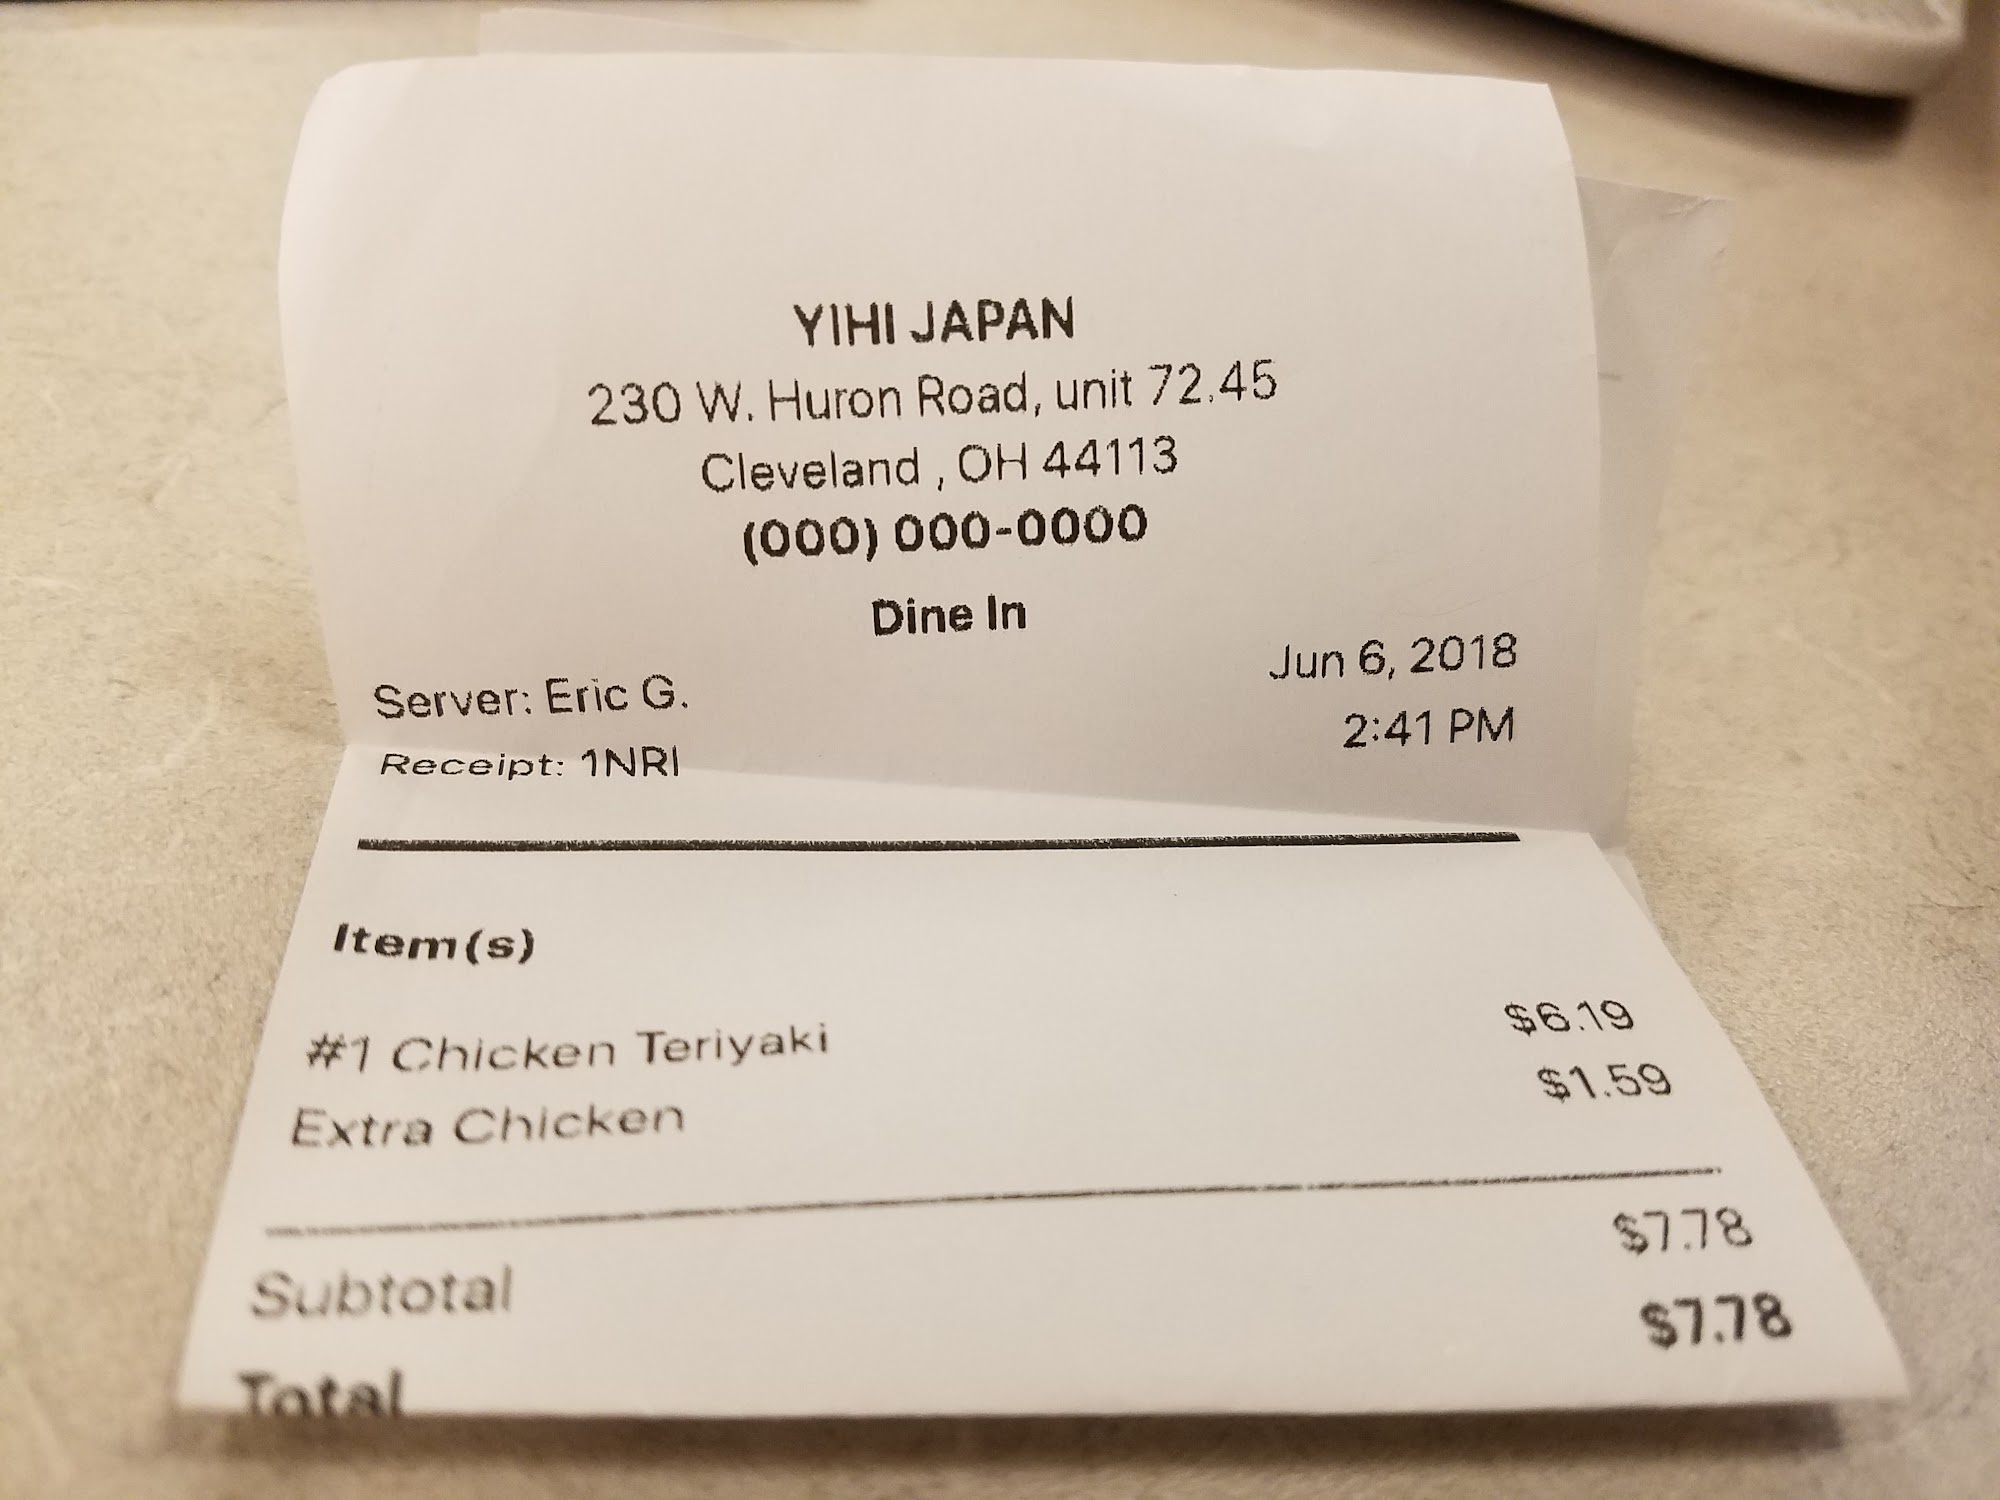 YIHI JAPAN
230 W. Huron Road, unit 72.45
Cleveland , OH 44113
(000) 000-0000
Dine In
Server: Eric G. Jun 6, 2018
Receipt: 1NRI 2:41 PM
Item(s)
#1 Chicken Teriyaki $6.19
Extra Chicken $1.59
Subtotal $7.78
Total $7.78